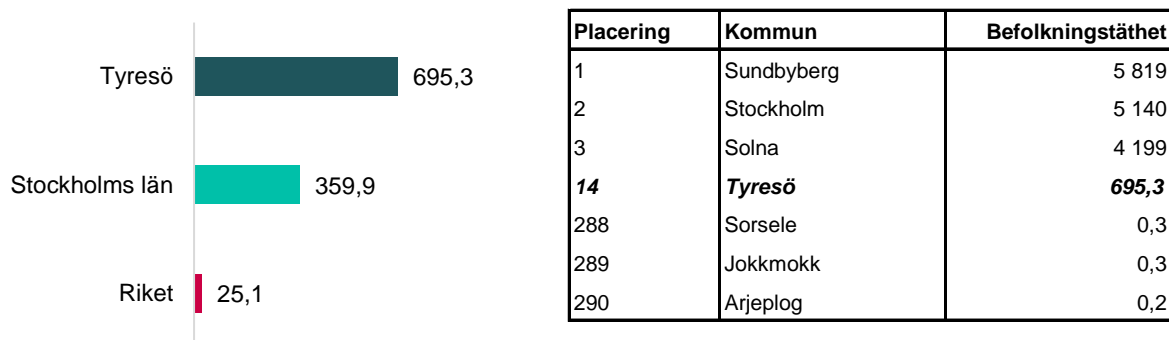 Tyresö 695,3
Stockholms län 359,9
Riket 25,1
Placering Kommun Befolkningstäthet
1 Sundbyberg 5 819
2 Stockholm 5 140
3 Solna 4 199
14 Tyresö 695,3
288 Sorsele 0,3
289 Jokkmokk 0,3
290 Arjeplog 0,2